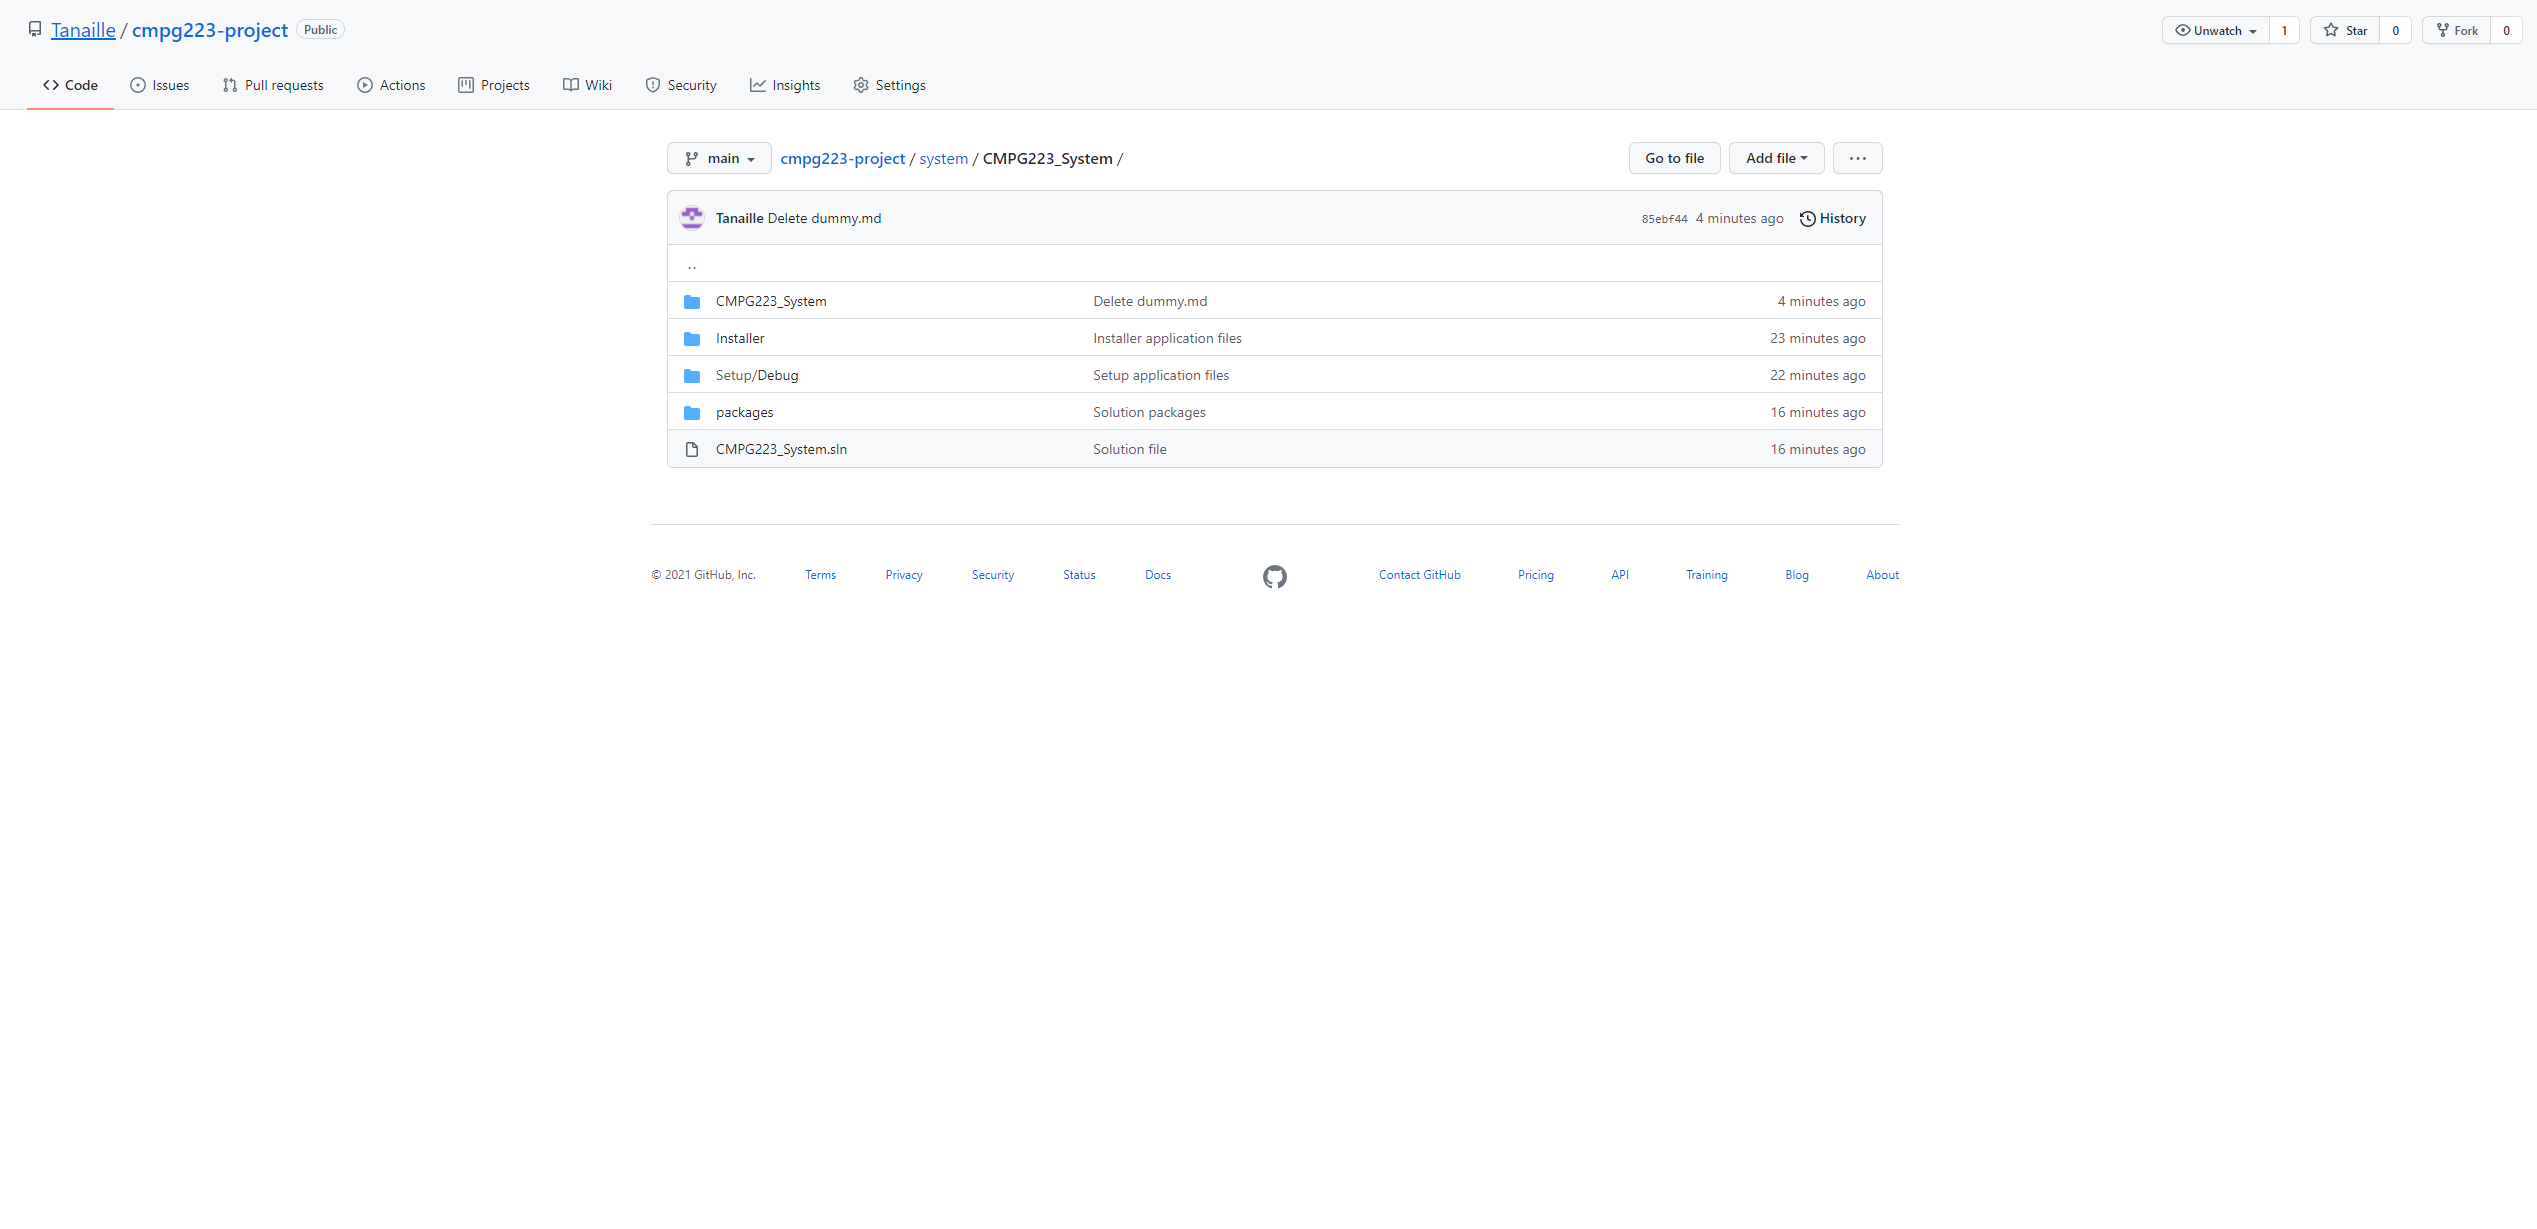 Tanaille / cmpg223-project Public Unwatch 1 Star 0 Fork 0
Code Issues Pull requests Actions Projects Wiki Security Insights Settings
main cmpg223-project / system / CMPG223_System / Go to file Add file ...
Tanaille Delete dummy.md 85ebf44 4 minutes ago History
..
CMPG223_System Delete dummy.md 4 minutes ago
Installer Installer application files 23 minutes ago
Setup/Debug Setup application files 22 minutes ago
packages Solution packages 16 minutes ago
CMPG223_System.sln Solution file 16 minutes ago
© 2021 GitHub, Inc. Terms Privacy Security Status Docs Contact GitHub Pricing API Training Blog About